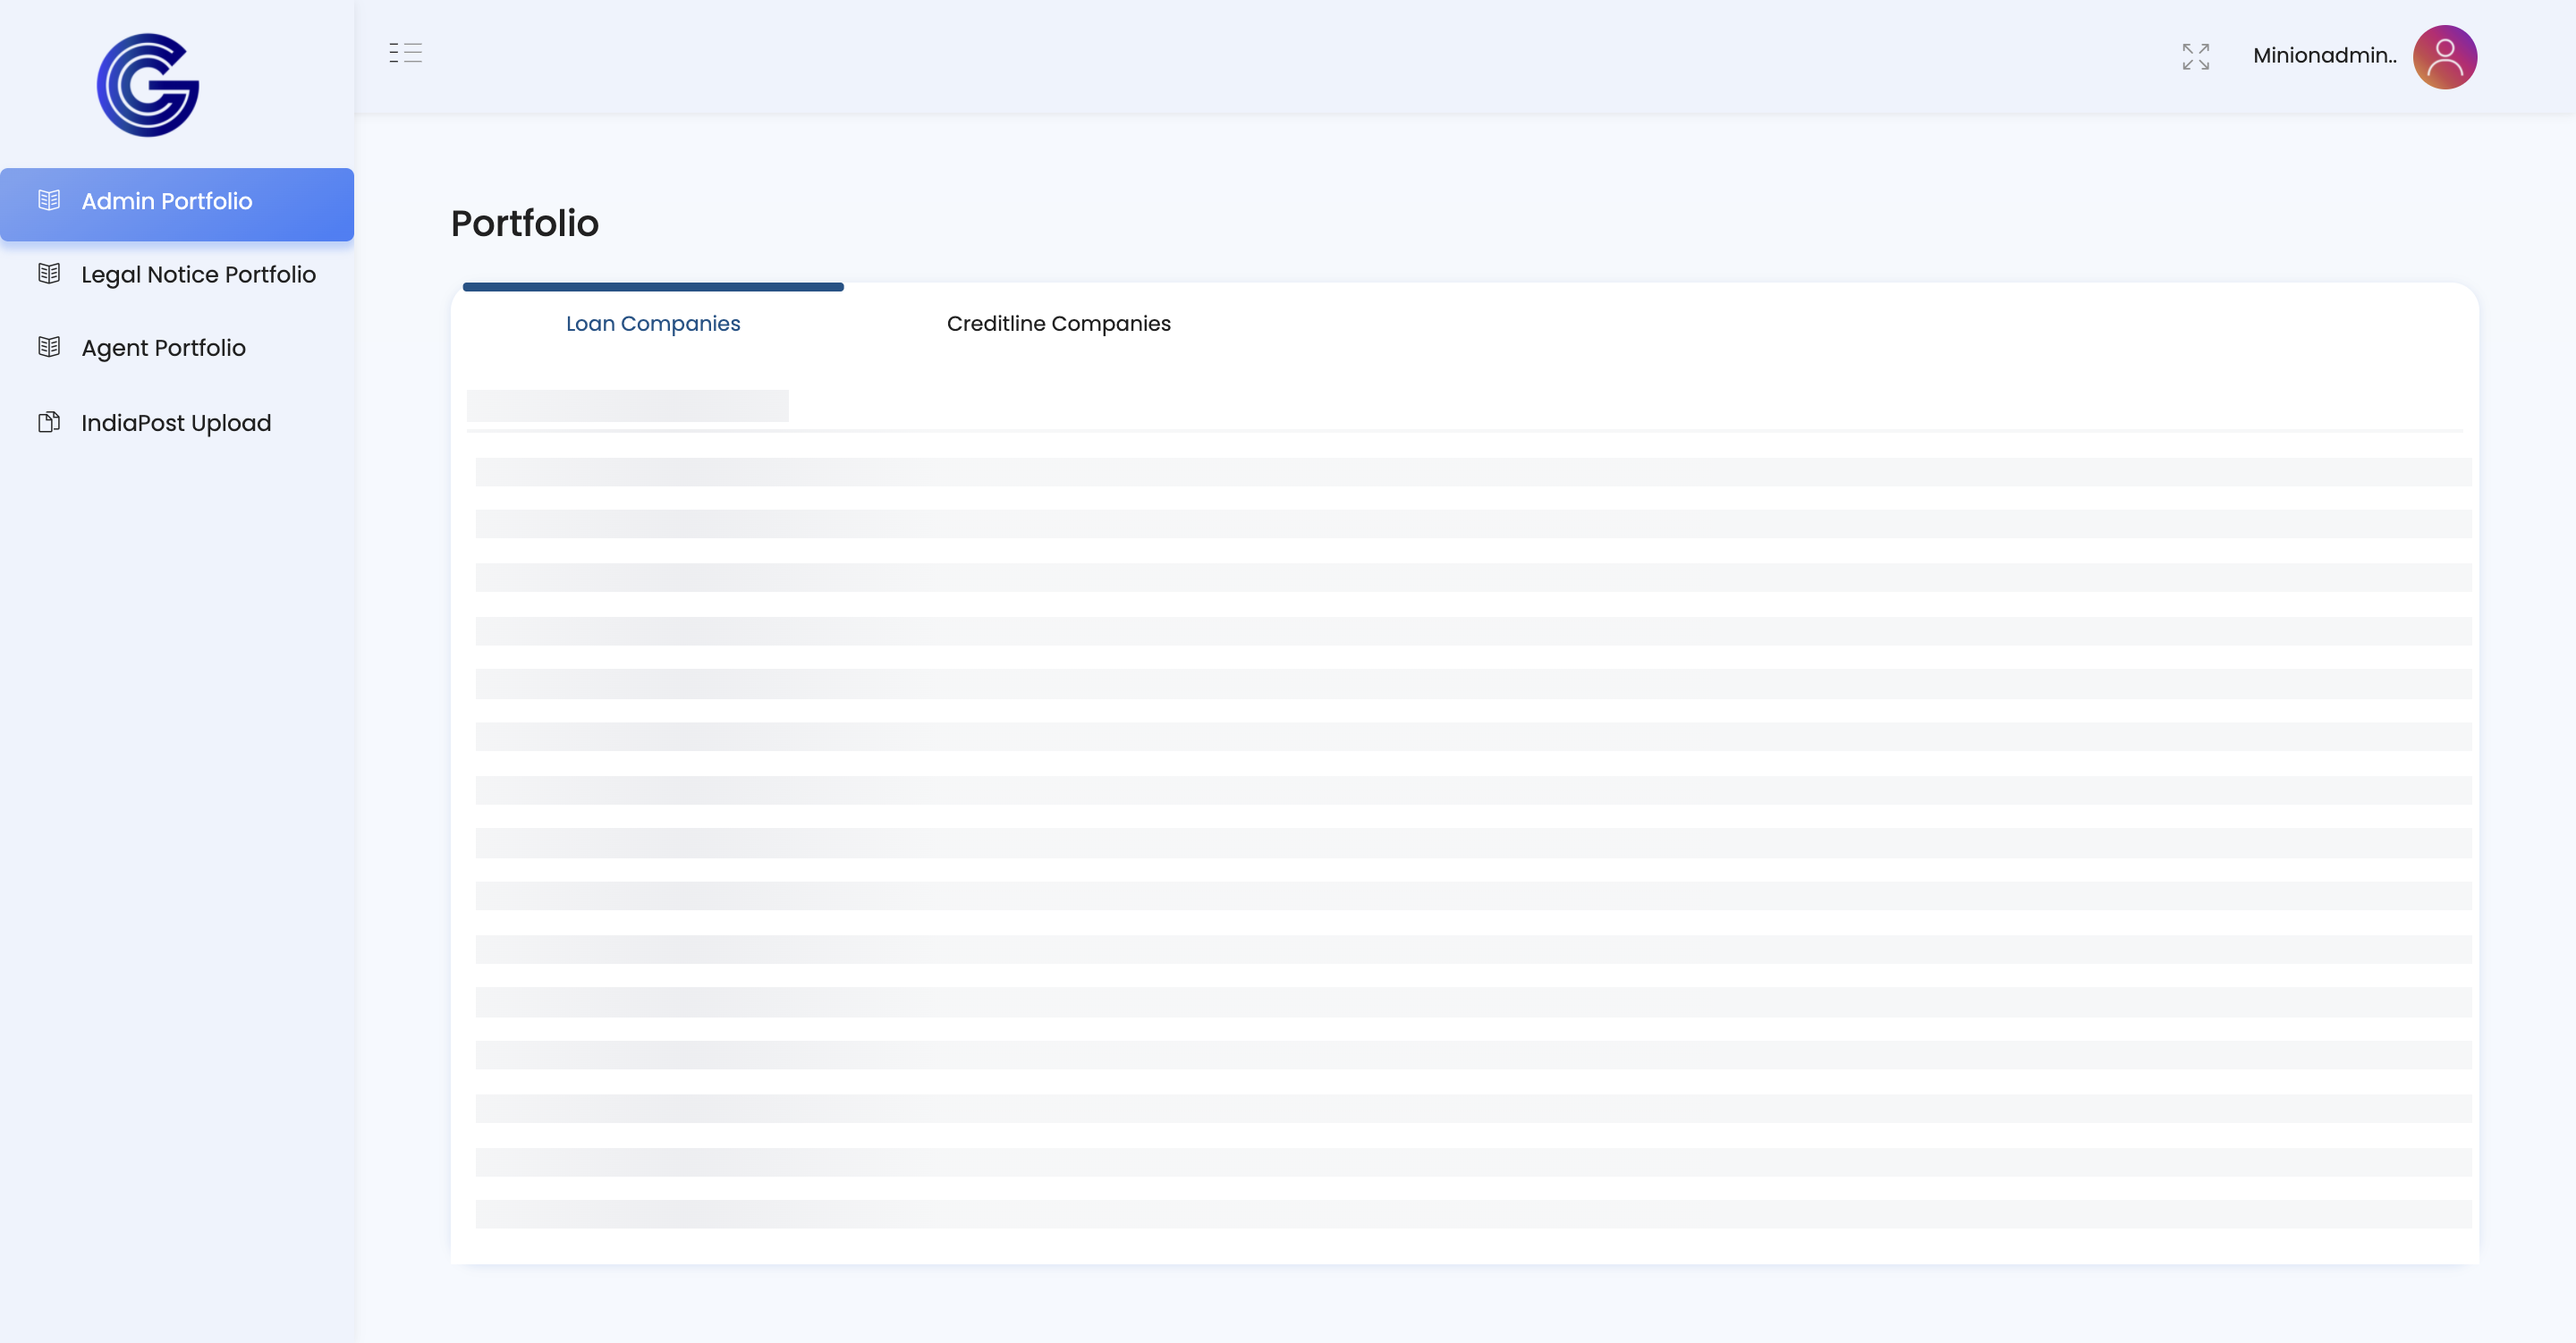 Minionadmin..
Admin Portfolio
Legal Notice Portfolio
Agent Portfolio
IndiaPost Upload
Portfolio
Loan Companies
Creditline Companies